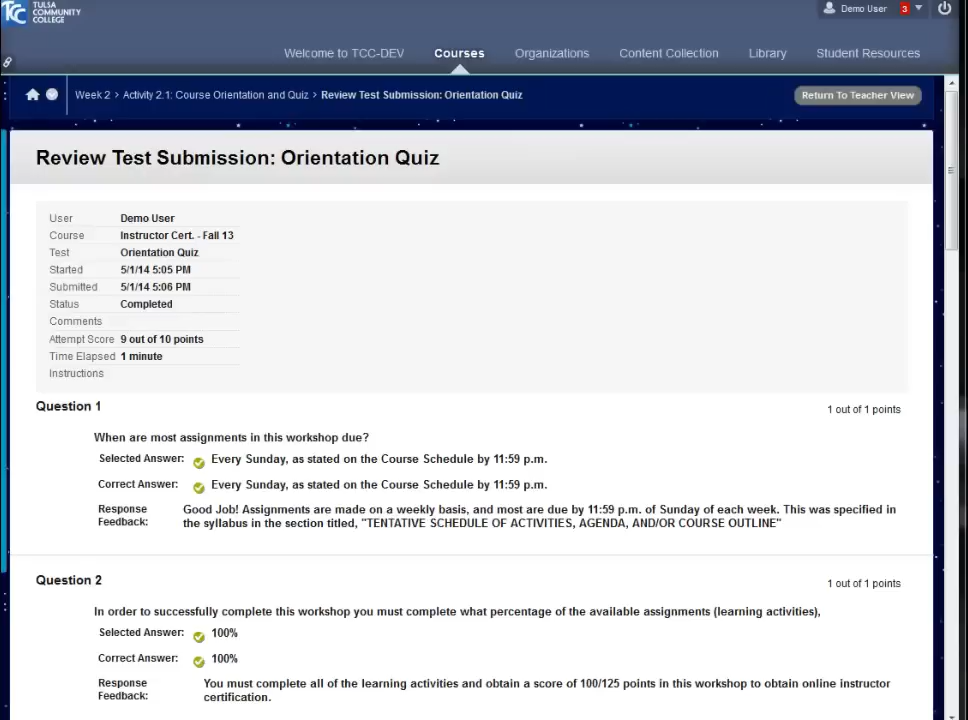 TULSA
COMMUNITY
COLLEGE
TCC
Demo User 3
Welcome to TCC-DEV Courses Organizations Content Collection Library Student Resources
Week 2 > Activity 2.1: Course Orientation and Quiz > Review Test Submission: Orientation Quiz
Return To Teacher View
Review Test Submission: Orientation Quiz
User Demo User
Course Instructor Cert. - Fall 13
Test Orientation Quiz
Started 5/1/14 5:05 PM
Submitted 5/1/14 5:06 PM
Status Completed
Comments
Attempt Score 9 out of 10 points
Time Elapsed 1 minute
Instructions
Question 1
1 out of 1 points
When are most assignments in this workshop due?
Selected Answer: Every Sunday, as stated on the Course Schedule by 11:59 p.m.
Correct Answer: Every Sunday, as stated on the Course Schedule by 11:59 p.m.
Response Feedback: Good Job! Assignments are made on a weekly basis, and most are due by 11:59 p.m. of Sunday of each week. This was specified in
the syllabus in the section titled, "TENTATIVE SCHEDULE OF ACTIVITIES, AGENDA, AND/OR COURSE OUTLINE"
Question 2
1 out of 1 points
In order to successfully complete this workshop you must complete what percentage of the available assignments (learning activities),
Selected Answer: 100%
Correct Answer: 100%
Response Feedback: You must complete all of the learning activities and obtain a score of 100/125 points in this workshop to obtain online instructor
certification.